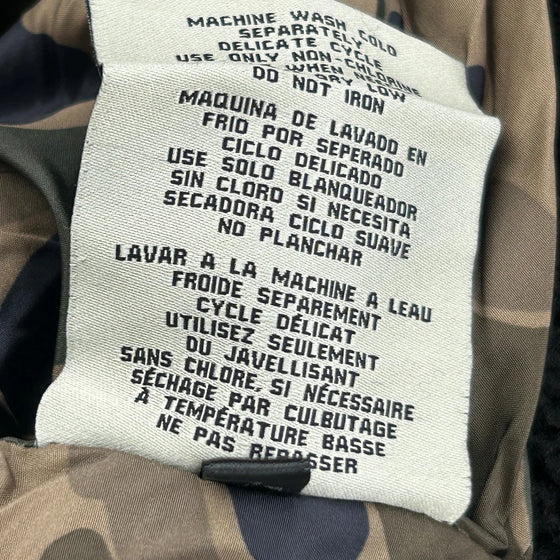 MACHINE WASH COLD
SEPARATELY
DELICATE CYCLE
USE ONLY NON-CHLORINE
WHEN
DRY LOW
DO NOT IRON
MAQUINA DE LAVADO EN
FRIO POR SEPERADO
CICLO DELICADO
USE SOLO BLANQUEADOR
SIN CLORO SI NECESITA
SECADORA CICLO SUAVE
NO PLANCHAR
LAVAR A LA MACHINE A LEAU
FROIDE SEPAREMENT
CYCLE DÉLICAT
UTILISEZ SEULEMENT
DU JAVELLISANT
SANS CHLORE, SI NÉCESSAIRE
SÉCHAGE PAR CULBUTAGE
À TEMPÉRATURE BASSE
NE PAS REPASSER